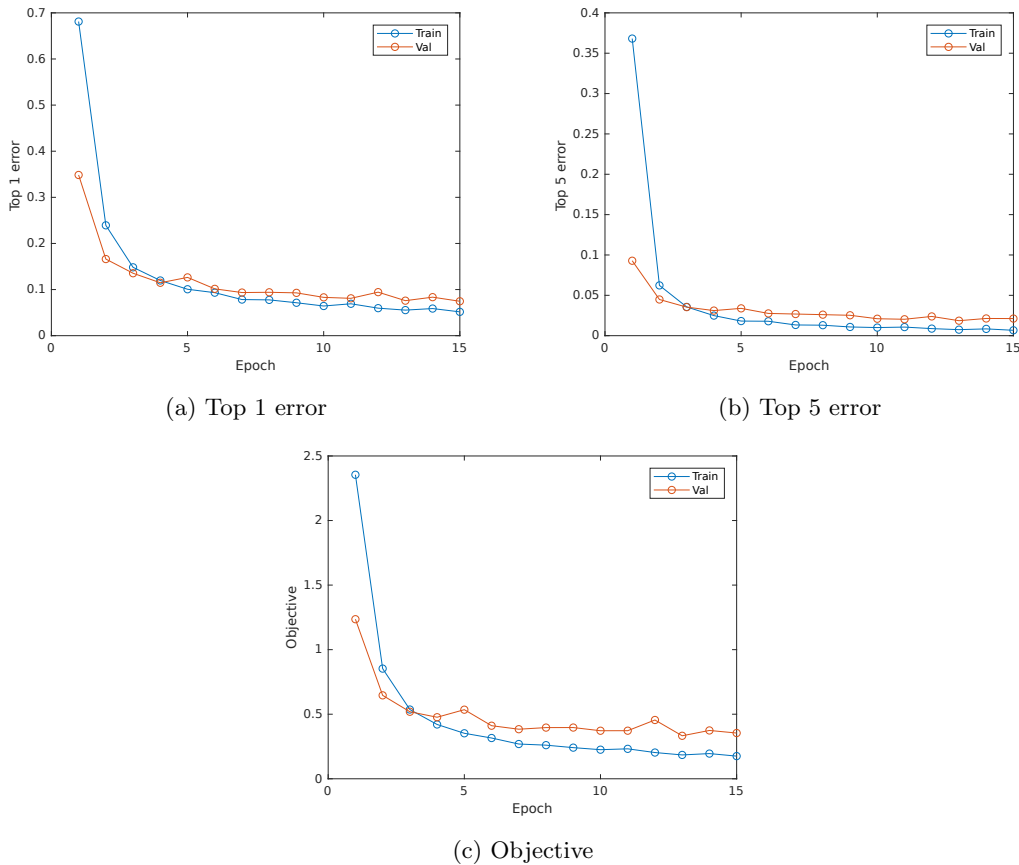 0.7
0.6
0.5
0.4
0.3
0.2
0.1
0
Top 1 error
0 5 10 15
Epoch
Train
Val
(a) Top 1 error
0.4
0.35
0.3
0.25
0.2
0.15
0.1
0.05
0
Top 5 error
0 5 10 15
Epoch
Train
Val
(b) Top 5 error
2.5
2
1.5
1
0.5
0
Objective
0 5 10 15
Epoch
Train
Val
(c) Objective